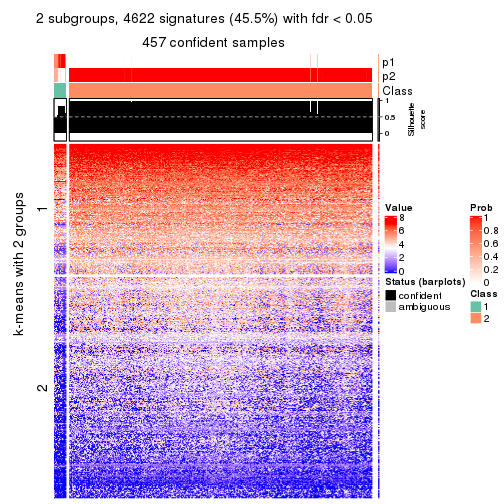 2 subgroups, 4622 signatures (45.5%) with fdr < 0.05
457 confident samples
p1
p2
Class
1
0.5
0
Silhouette
score
k-means with 2 groups
1
2
Value
8
6
4
2
0
Prob
1
0.8
0.6
0.4
0.2
0
Status (barplots)
confident
ambiguous
Class
1
2